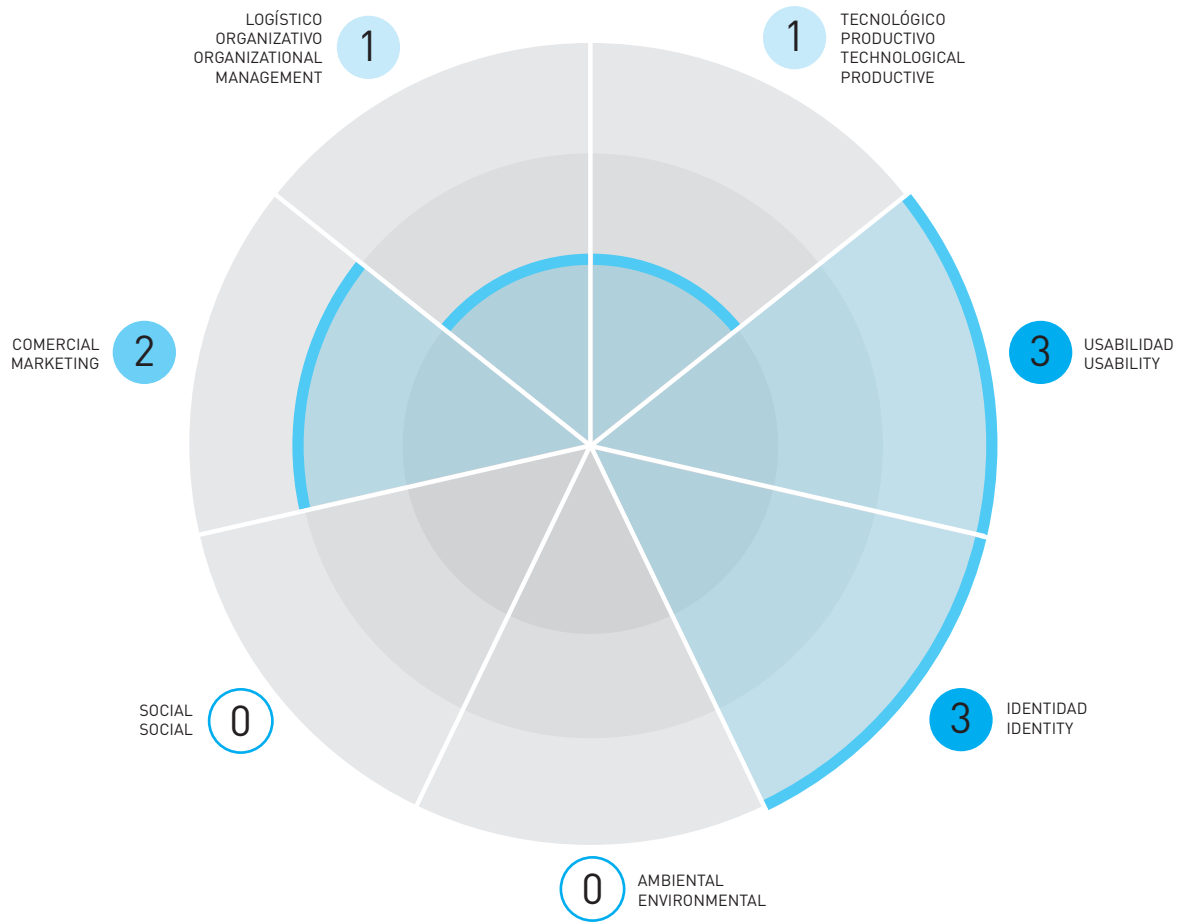 LOGÍSTICO
ORGANIZATIVO
ORGANIZATIONAL
MANAGEMENT
1
1
TECNOLÓGICO
PRODUCTIVO
TECHNOLOGICAL
PRODUCTIVE
COMERCIAL
MARKETING
2
3
USABILIDAD
USABILITY
SOCIAL
SOCIAL
0
3
IDENTIDAD
IDENTITY
0
AMBIENTAL
ENVIRONMENTAL